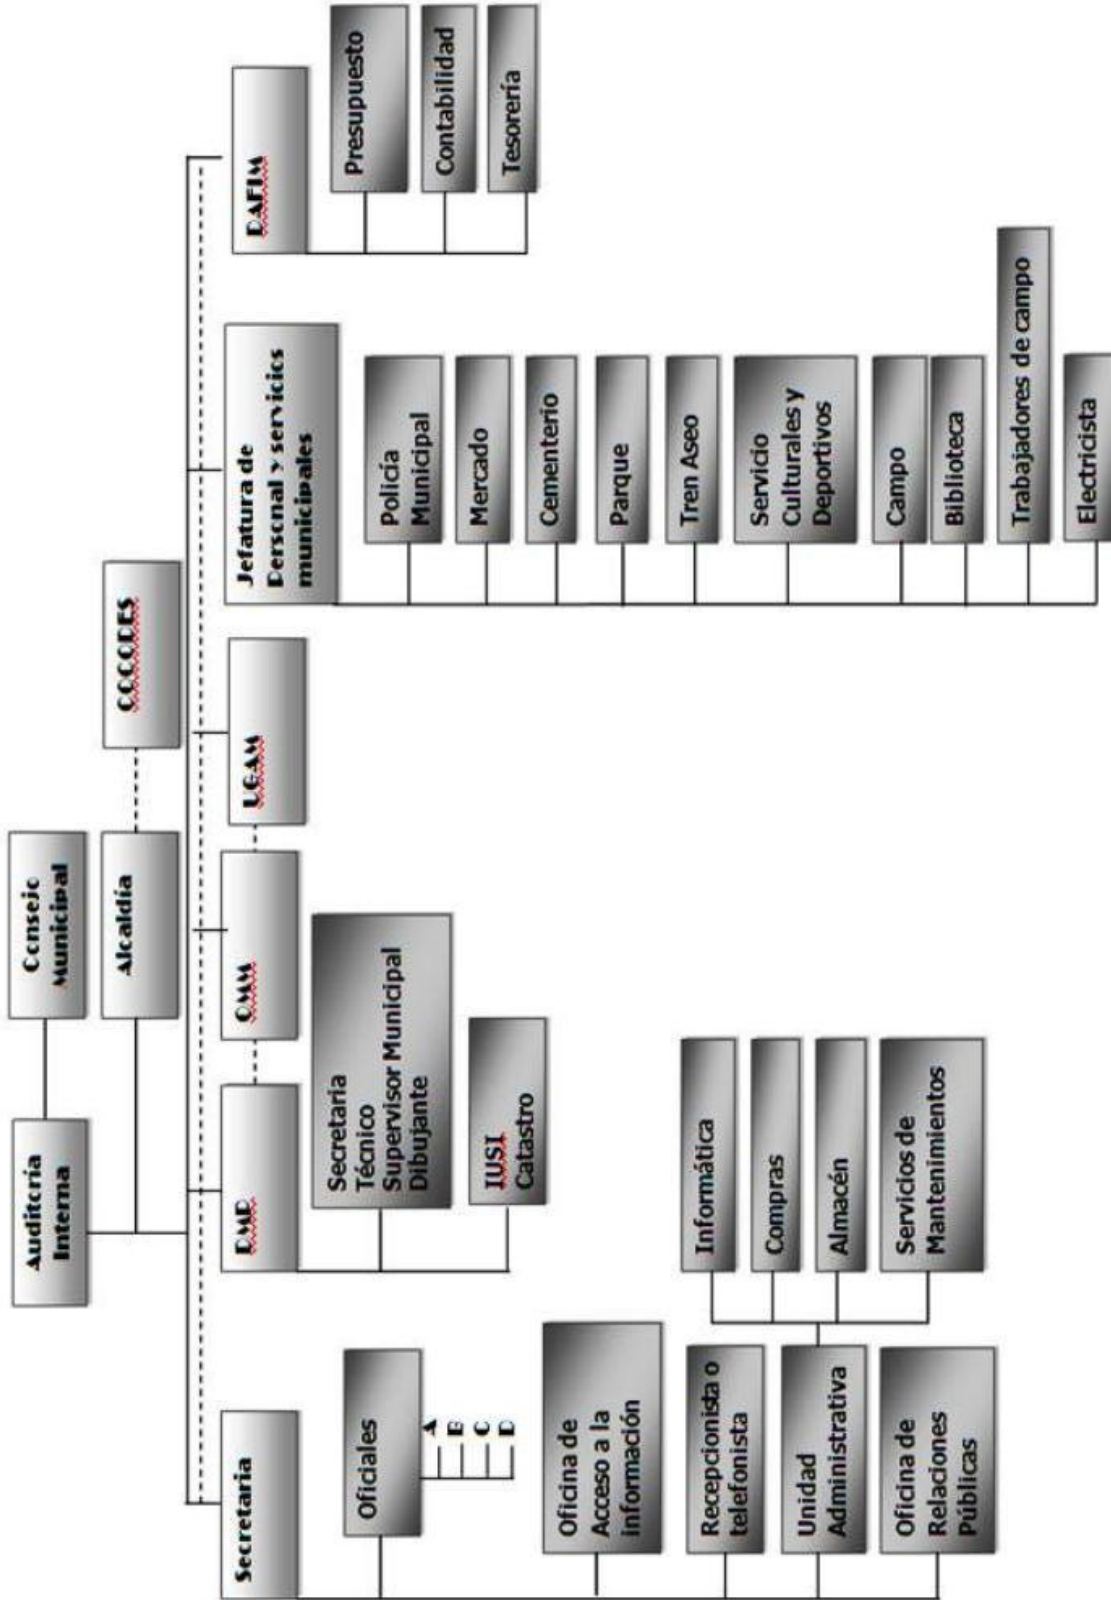 Auditoría
Interna
Consejo
Municipal
Alcaldía
COCODES
Secretaria
DMP
OMM
UGAM
Jefatura de
Personal y servicios
municipales
DAFIM
Oficiales
A
B
C
D
Oficina de
Acceso a la
información
Recepcionista o
telefonista
Unidad
Administrativa
Oficina de
Relaciones
Públicas
Informática
Compras
Almacén
Servicios de
Mantenimientos
Secretaria
Técnico
Supervisor Municipal
Dibujante
IUSI
Catastro
Policía
Municipal
Mercado
Cementerio
Parque
Tren Aseo
Servicio
Culturales y
Deportivos
Campo
Biblioteca
Trabajadores de campo
Electricista
Presupuesto
Contabilidad
Tesorería